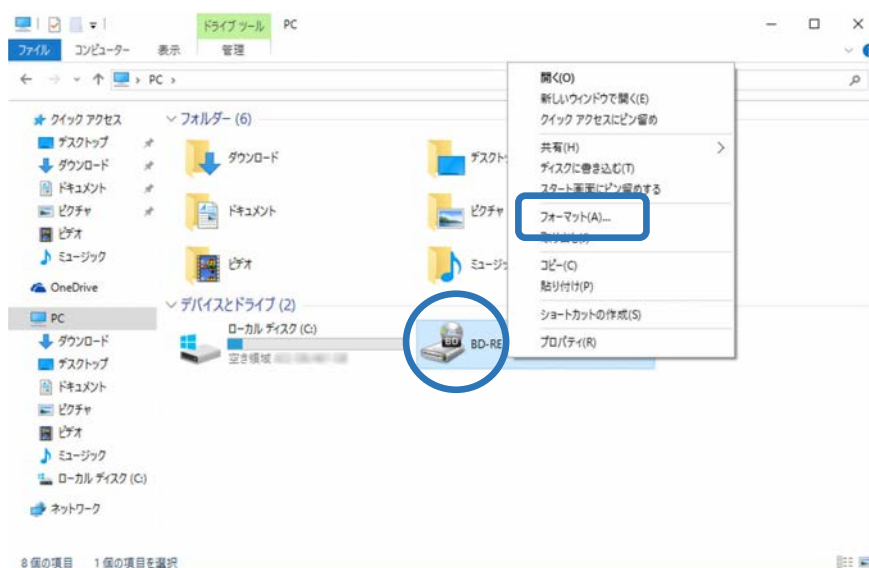 ドライブ ツール PC
ファイル コンピューター 表示 管理
PC
クイック アクセス
デスクトップ
ダウンロード
ドキュメント
ピクチャ
ビデオ
ミュージック
OneDrive
PC
ダウンロード
デスクトップ
ドキュメント
ピクチャ
ビデオ
ミュージック
ローカル ディスク (C:)
ネットワーク
フォルダー (6)
ダウンロード
デスクト
ドキュメント
ピクチャ
ビデオ
ミュージ
デバイスとドライブ (2)
ローカル ディスク (C:)
空き領域
BD
BD-RE
開く(O)
新しいウィンドウで開く(E)
クイック アクセスにピン留め
共有(H)
ディスクに書き込む(T)
スタート画面にピン留めする
フォーマット(A)...
コピー(C)
貼り付け(P)
ショートカットの作成(S)
プロパティ(R)
8 個の項目 1 個の項目を選択